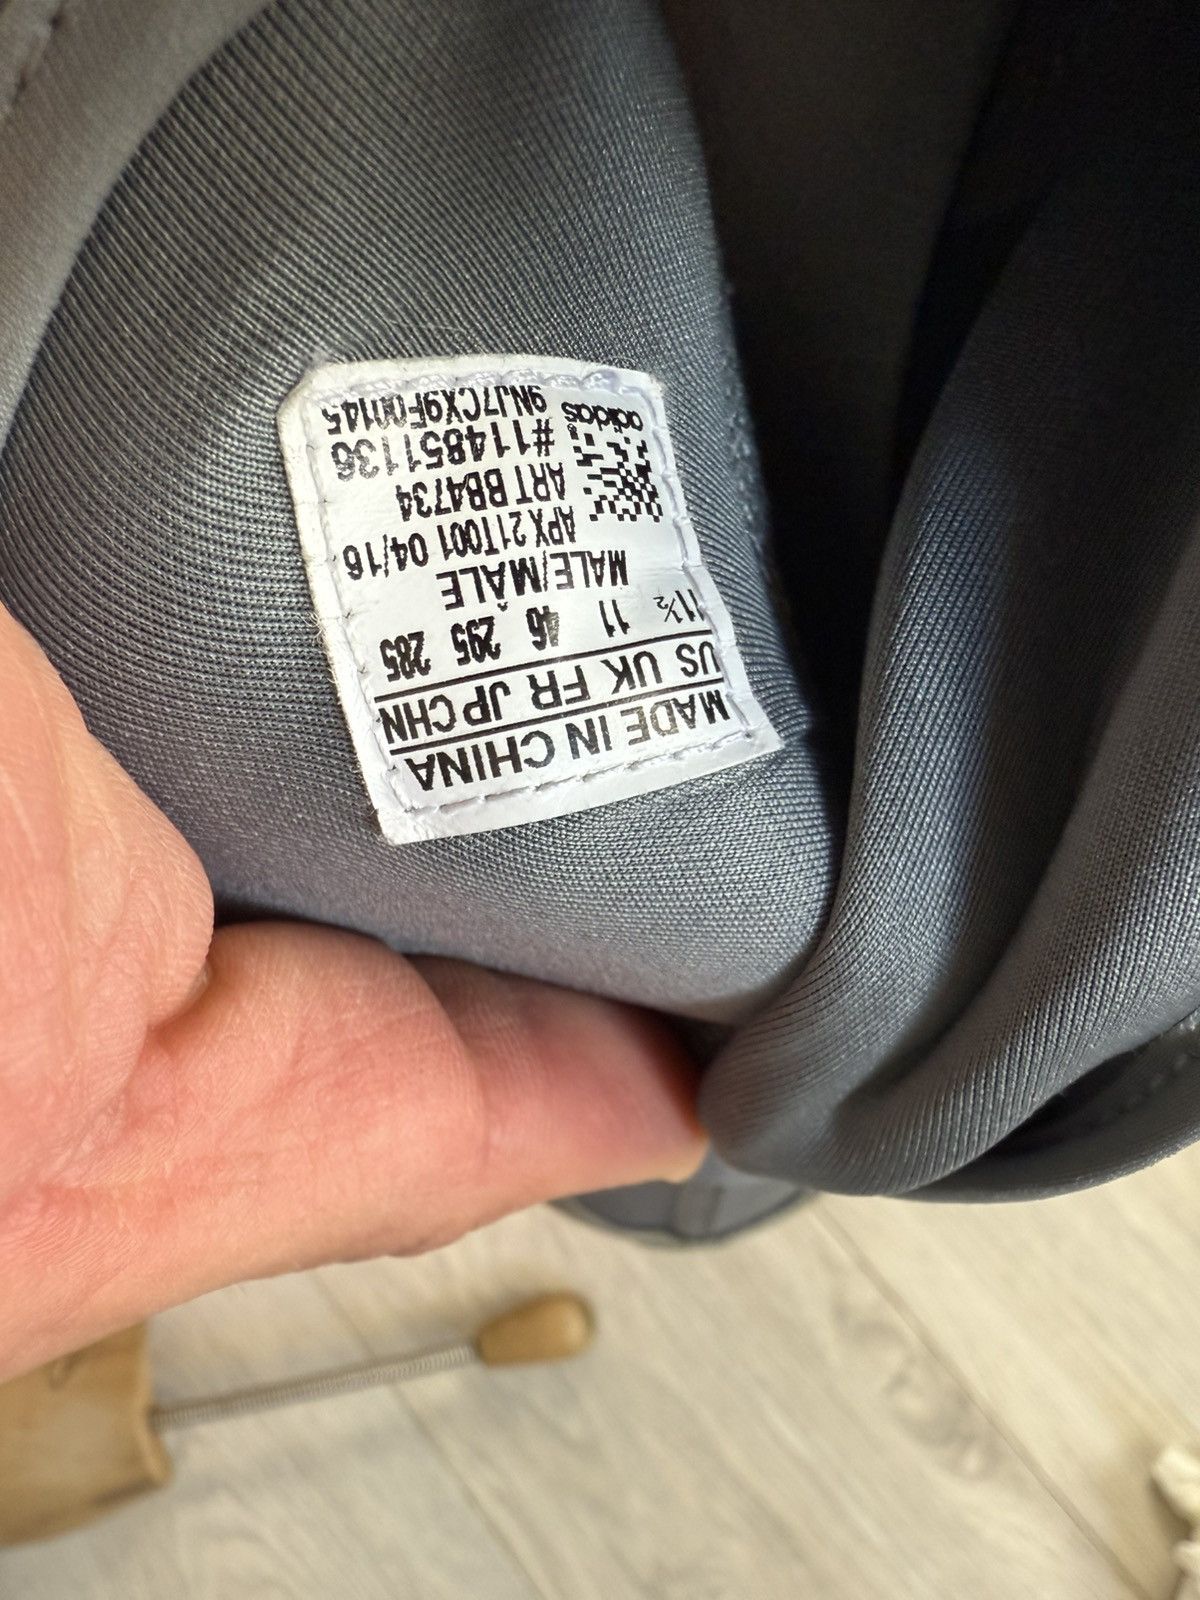 MADE IN CHINA
US UK FR JP CHN
11½ 11 46 295 285
MALE/MÂLE
APX 21T001 04/16
ART BB4734
#114851136
9NJ7CX9F00145
adidas